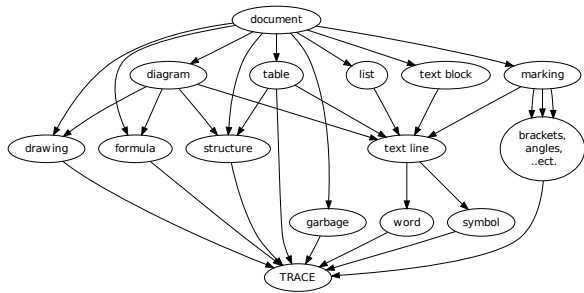 document
diagram
table
list
text block
marking
drawing
formula
structure
text line
brackets,
angles,
..ect.
garbage
word
symbol
TRACE